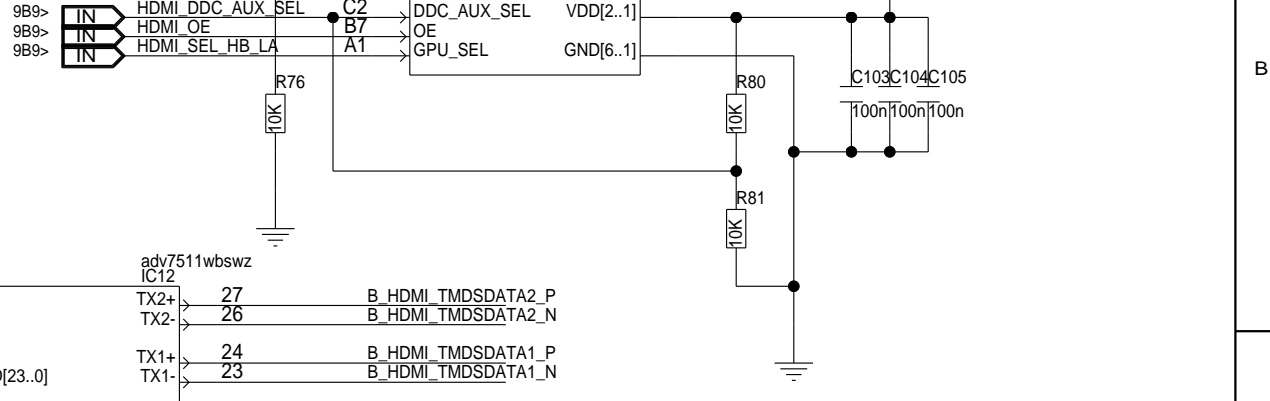 9B9> IN HDMI_DDC_AUX_SEL C2 DDC_AUX_SEL VDD[2..1]
9B9> IN HDMI_OE B7 OE
9B9> IN HDMI_SEL_HB_LA A1 GPU_SEL GND[6..1]
B
R76 R80 C103 C104 C105
10K 10K 100n 100n 100n
R81
10K
adv7511wbswz
IC12
TX2+ 27 B_HDMI_TMDSDATA2_P
TX2- 26 B_HDMI_TMDSDATA2_N
TX1+ 24 B_HDMI_TMDSDATA1_P
[23..0] TX1- 23 B_HDMI_TMDSDATA1_N